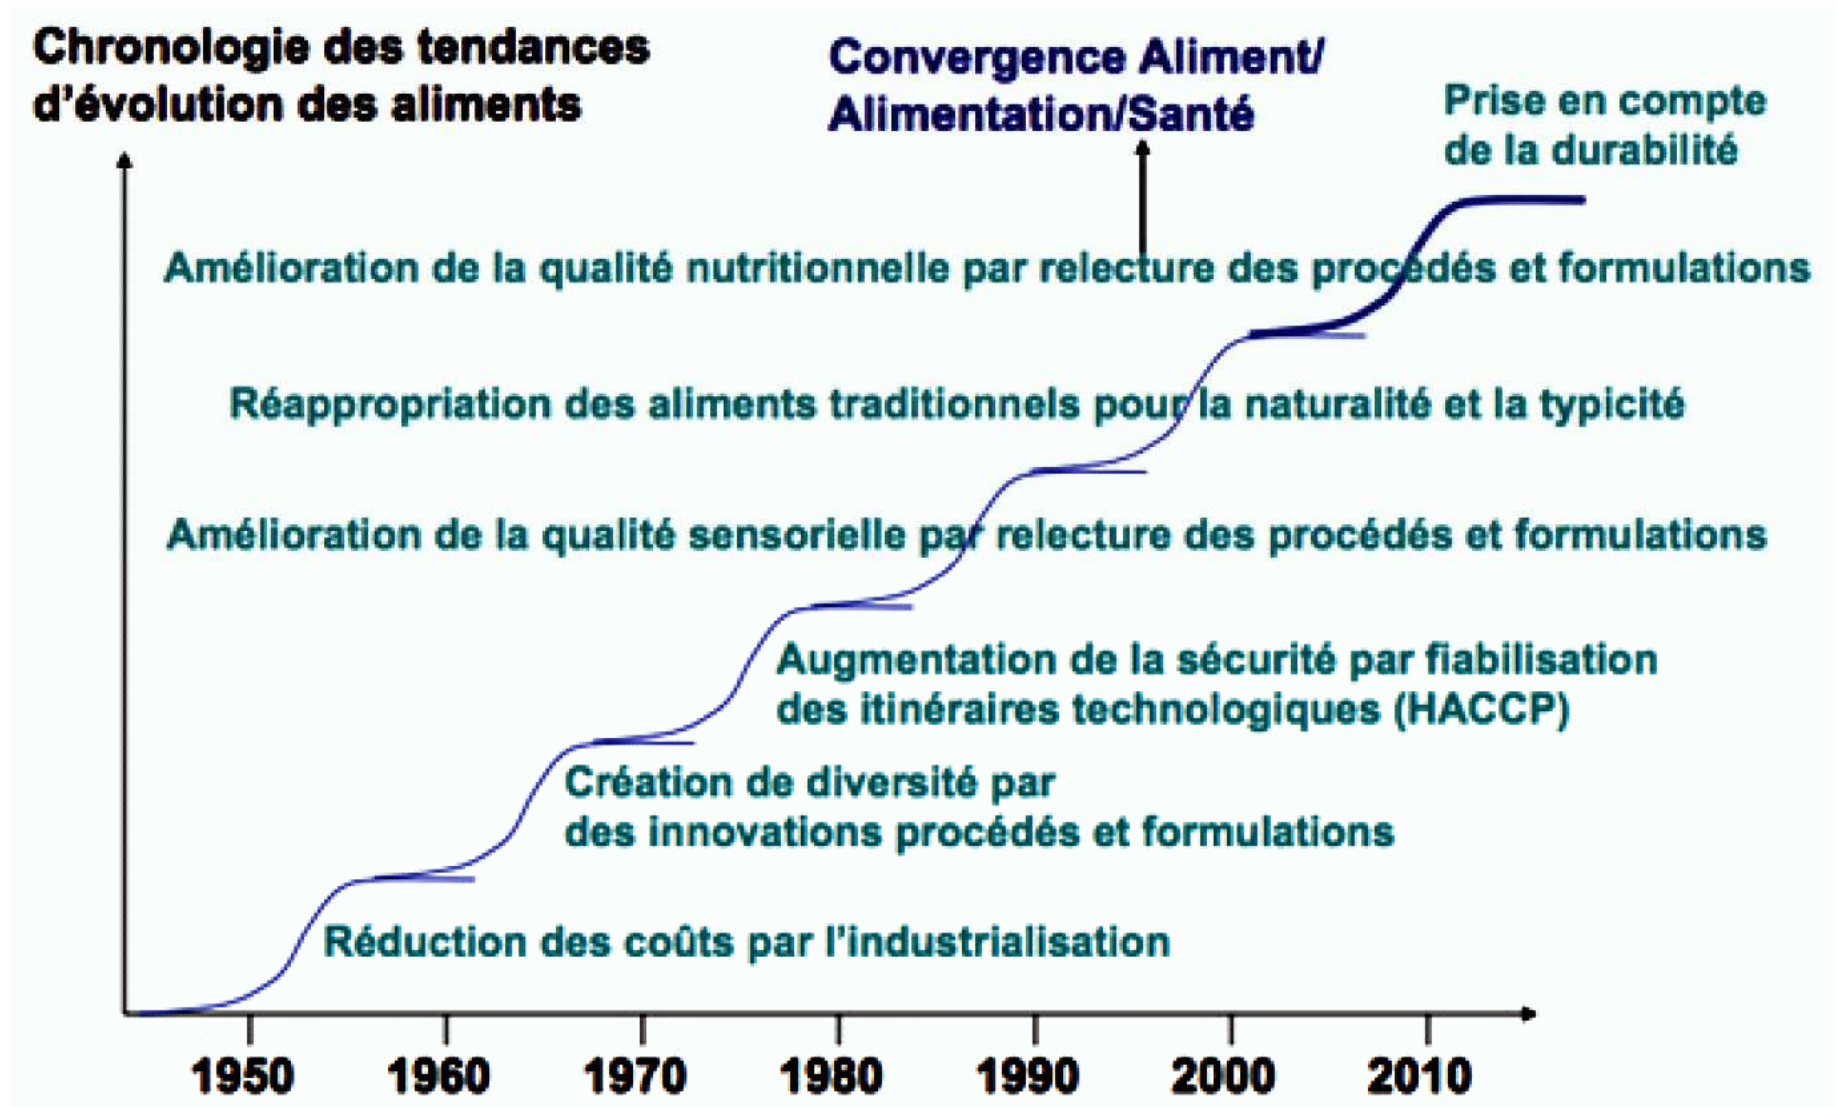 Chronologie des tendances
d'évolution des aliments
Convergence Aliment/
Alimentation/Santé
Prise en compte
de la durabilité
Amélioration de la qualité nutritionnelle par relecture des procédés et formulations
Réappropriation des aliments traditionnels pour la naturalité et la typicité
Amélioration de la qualité sensorielle par relecture des procédés et formulations
Augmentation de la sécurité par fiabilisation
des itinéraires technologiques (HACCP)
Création de diversité par
des innovations procédés et formulations
Réduction des coûts par l'industrialisation
1950 1960 1970 1980 1990 2000 2010